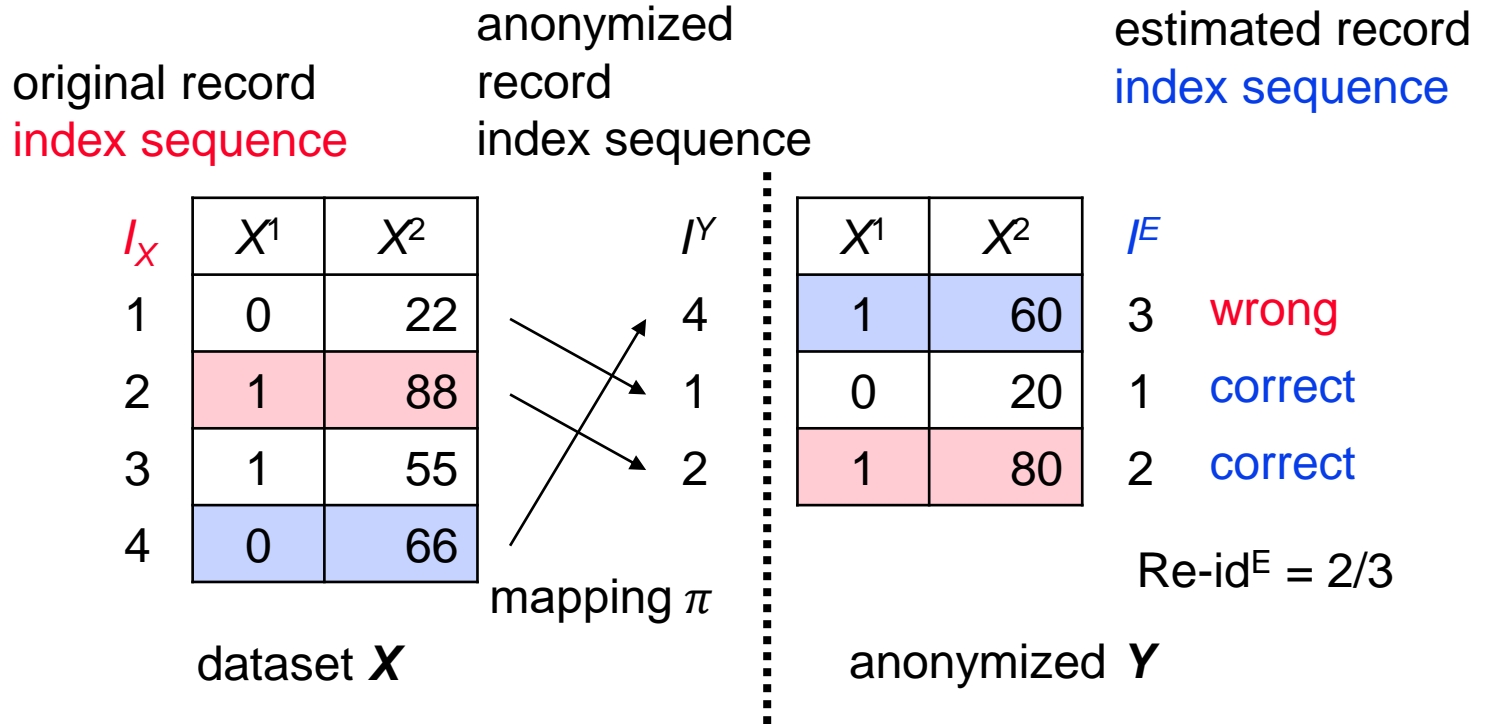 original record
index sequence
anonymized
record
index sequence
estimated record
index sequence
I_X X¹ X²
1 0 22
2 1 88
3 1 55
4 0 66
dataset X
mapping π
I^Y
4
1
2
X¹ X² I^E
1 60 3 wrong
0 20 1 correct
1 80 2 correct
Re-id^E = 2/3
anonymized Y